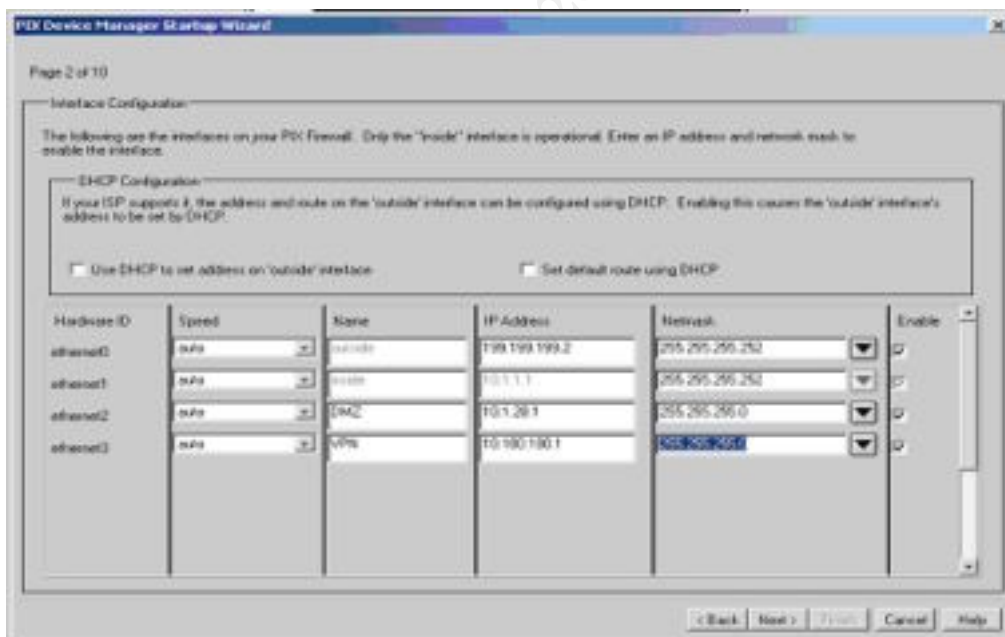 PIX Device Manager Startup Wizard
Page 2 of 10
Interface Configuration
The following are the interfaces on your PIX Firewall. Only the "inside" interface is operational. Enter an IP address and network mask to
enable the interface.
DHCP Configuration
If your ISP supports it, the address and route on the 'outside' interface can be configured using DHCP. Enabling this causes the 'outside' interface's
address to be set by DHCP.
Use DHCP to set address on 'outside' interface Set default route using DHCP
Hardware ID Speed Name IP Address Netmask Enable
ethernet0 auto outside 199.199.199.2 255.255.255.252
ethernet1 auto inside 10.1.1.1 255.255.255.252
ethernet2 auto DMZ 10.1.20.1 255.255.255.0
ethernet3 auto VPN 10.100.100.1 255.255.255.0
< Back Next > Finish Cancel Help